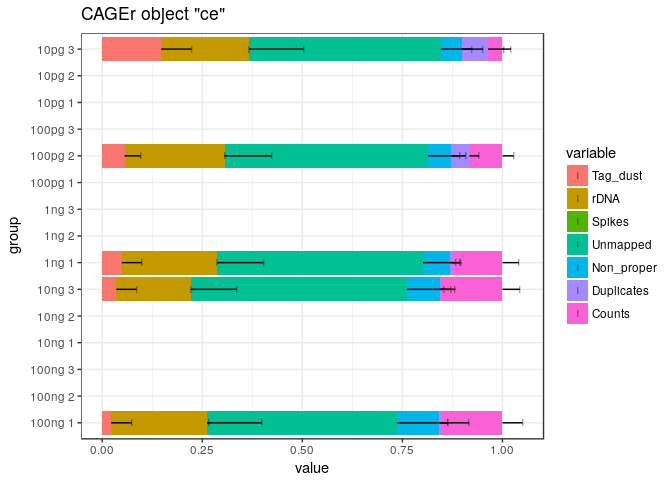 CAGEr object "ce"
group
10pg 3
10pg 2
10pg 1
100pg 3
100pg 2
100pg 1
1ng 3
1ng 2
1ng 1
10ng 3
10ng 2
10ng 1
100ng 3
100ng 2
100ng 1
0.00 0.25 0.50 0.75 1.00
value
variable
Tag_dust
rDNA
Spikes
Unmapped
Non_proper
Duplicates
Counts